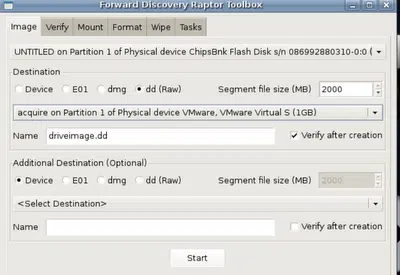 Forward Discovery Raptor Toolbox
Image Verify Mount Format Wipe Tasks
UNTITLED on Partition 1 of Physical device ChipsBnk Flash Disk s/n 086992880310-0:0 (
Destination
Device E01 dmg dd (Raw) Segment file size (MB) 2000
acquire on Partition 1 of Physical device VMware, VMware Virtual S (1GB)
Name driveimage.dd Verify after creation
Additional Destination (Optional)
Device E01 dmg dd (Raw) Segment file size (MB) 2000
<Select Destination>
Name Verify after creation
Start